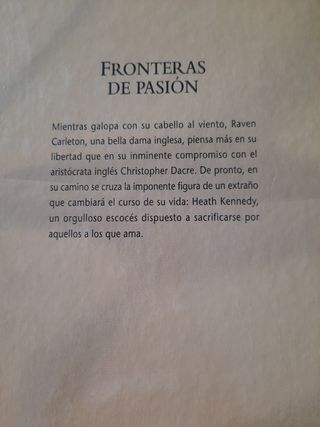 FRONTERAS
DE PASIÓN
Mientras galopa con su cabello al viento, Raven
Carleton, una bella dama inglesa, piensa más en su
libertad que en su inminente compromiso con el
aristócrata inglés Christopher Dacre. De pronto, en
su camino se cruza la imponente figura de un extraño
que cambiará el curso de su vida: Heath Kennedy,
un orgulloso escocés dispuesto a sacrificarse por
aquellos a los que ama.